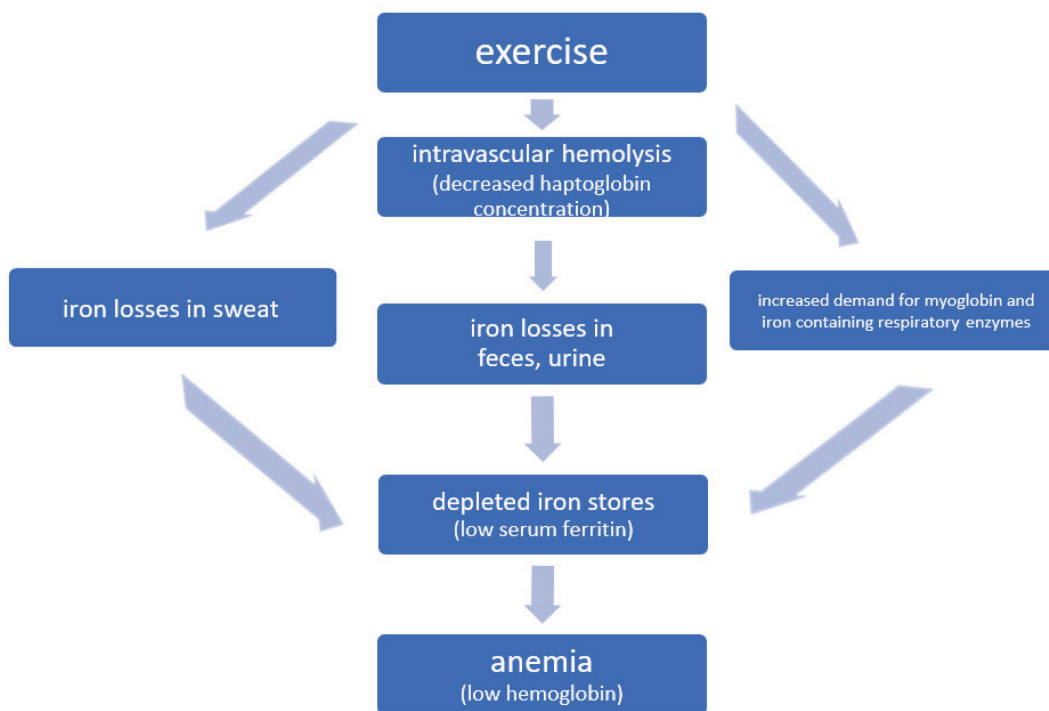 exercise
intravascular hemolysis
(decreased haptoglobin
concentration)
iron losses in sweat
iron losses in
feces, urine
increased demand for myoglobin and
iron containing respiratory enzymes
depleted iron stores
(low serum ferritin)
anemia
(low hemoglobin)